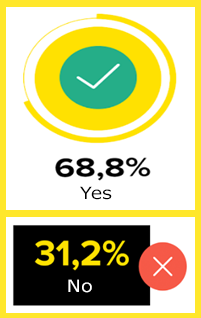 68,8%
Yes
31,2%
No